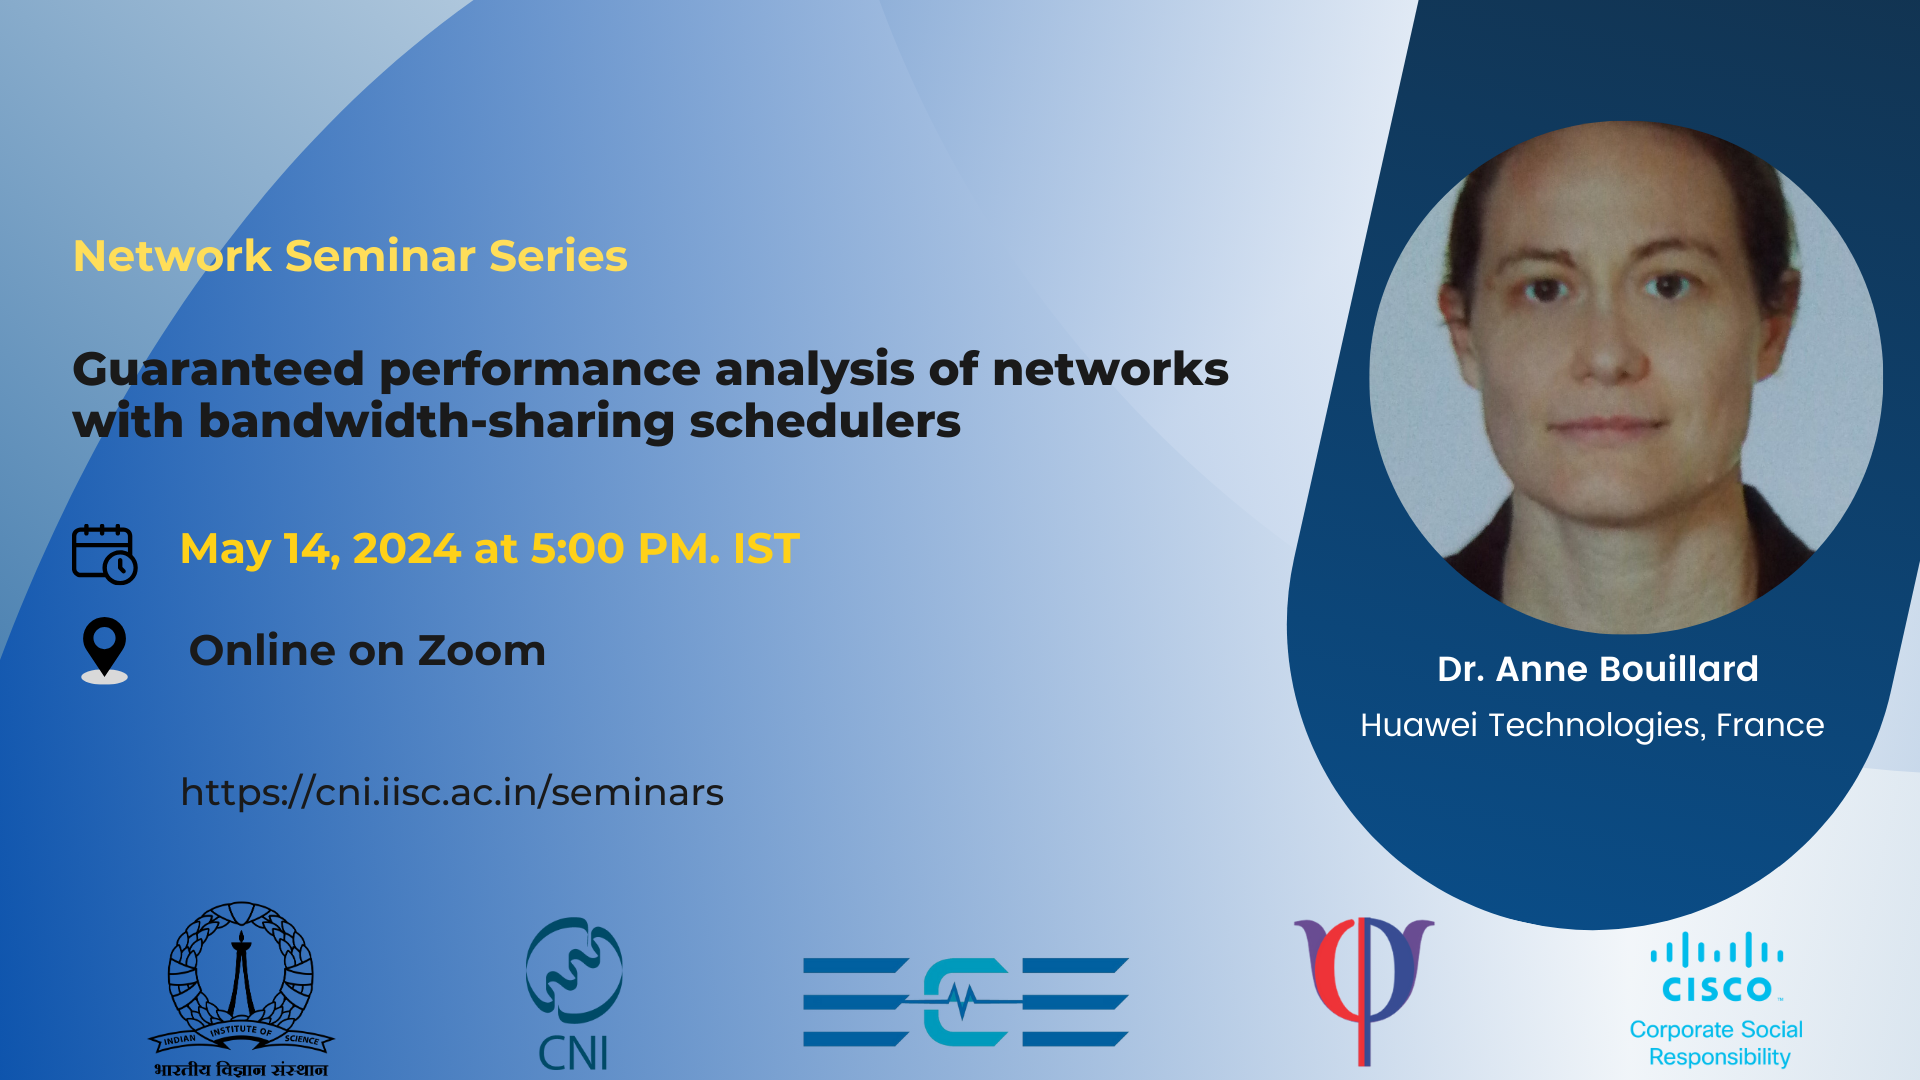 Network Seminar Series
Guaranteed performance analysis of networks
with bandwidth-sharing schedulers
May 14, 2024 at 5:00 PM. IST
Online on Zoom
https://cni.iisc.ac.in/seminars
Dr. Anne Bouillard
Huawei Technologies, France
INDIAN INSTITUTE OF SCIENCE
भारतीय विज्ञान संस्थान
CNI
ECE
CISCO
Corporate Social
Responsibility